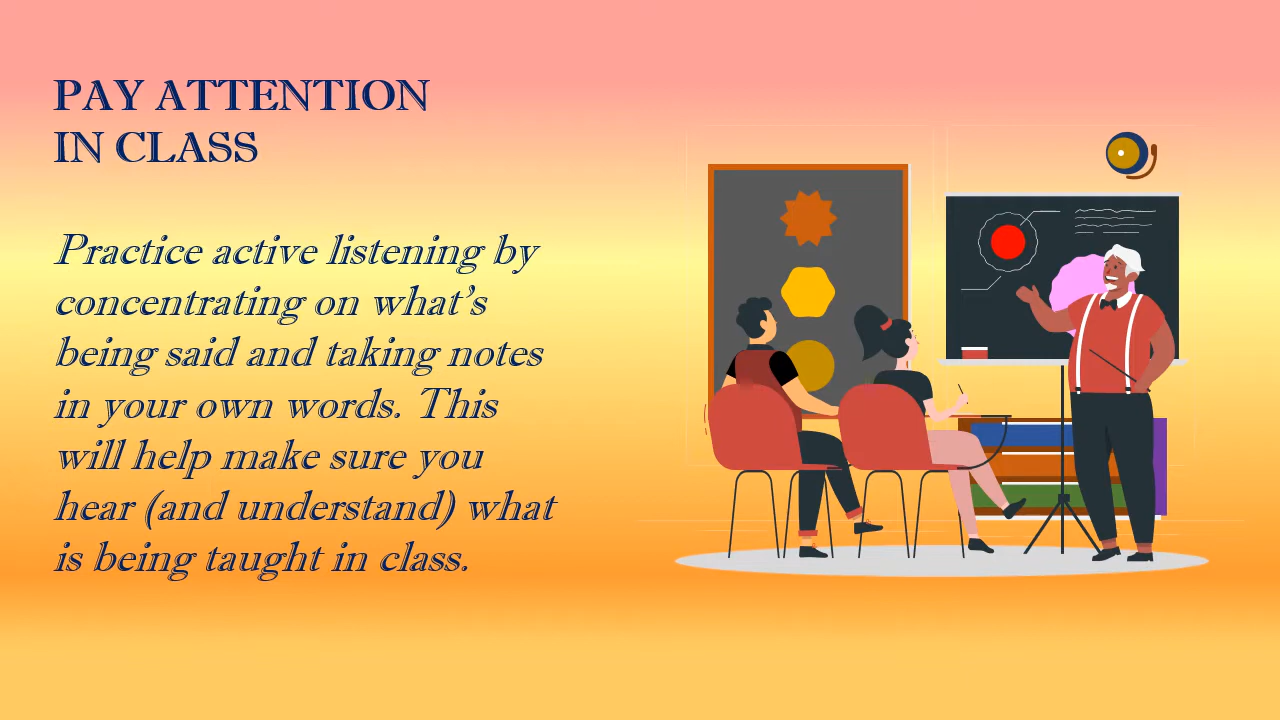 PAY ATTENTION
IN CLASS
Practice active listening by
concentrating on what’s
being said and taking notes
in your own words. This
will help make sure you
hear (and understand) what
is being taught in class.